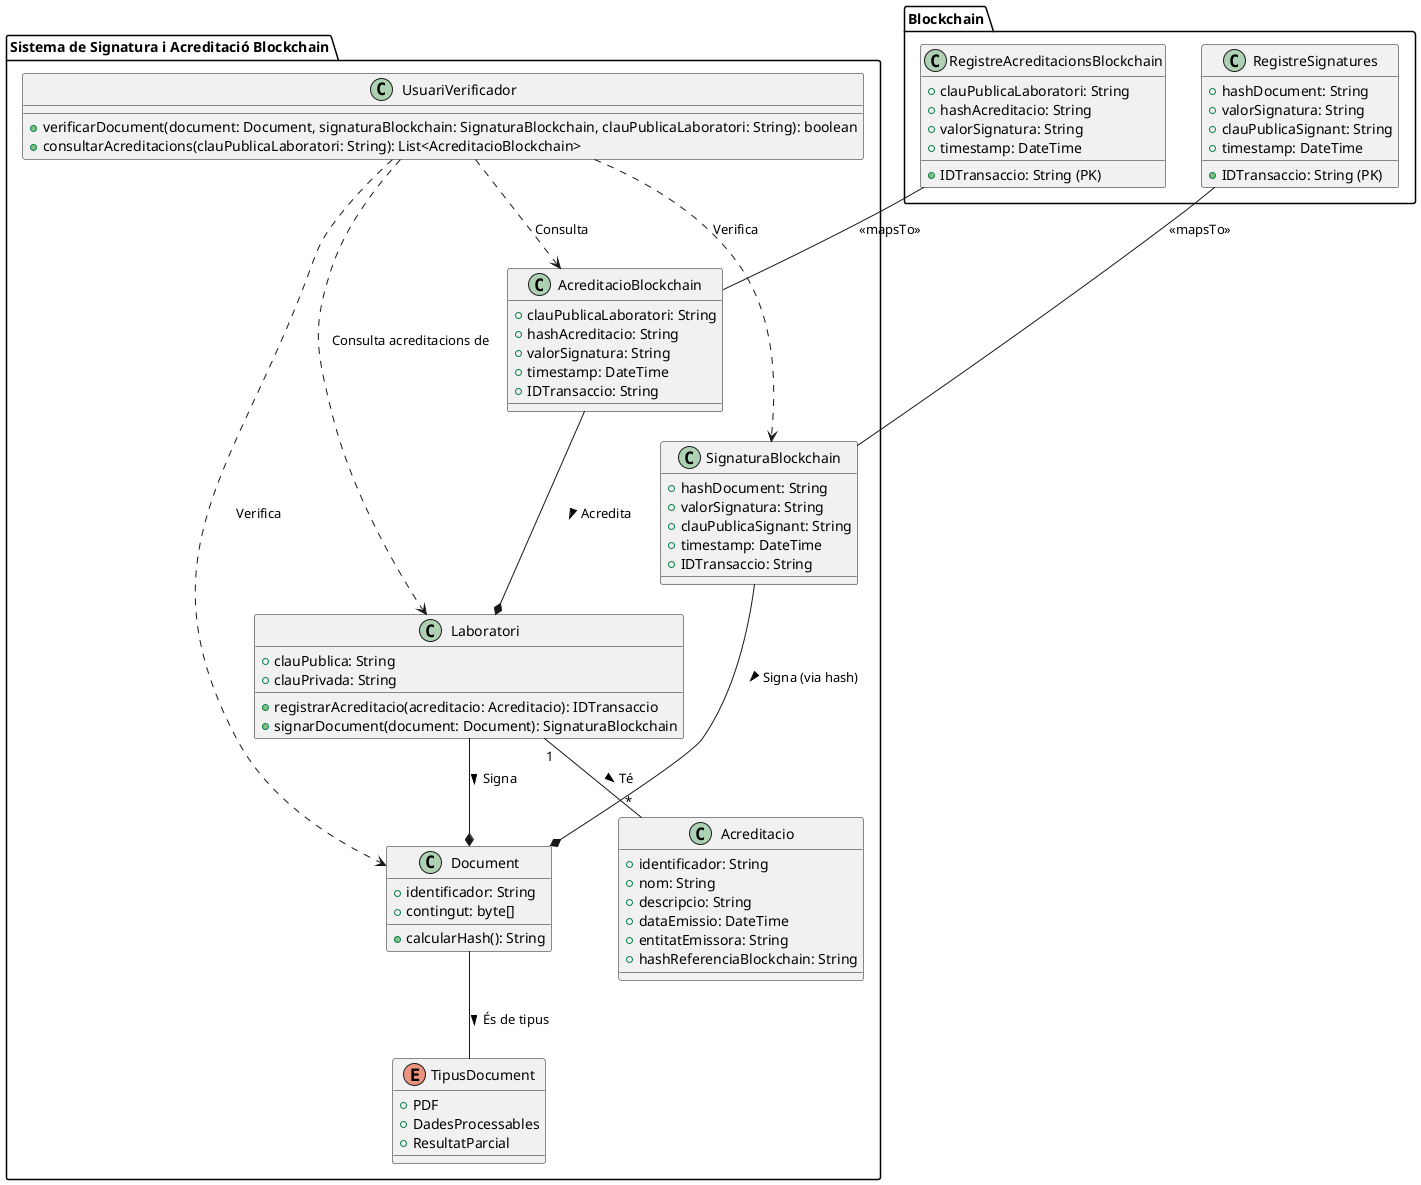 Blockchain
Sistema de Signatura i Acreditació Blockchain
RegistreAcreditacionsBlockchain
clauPublicaLaboratori: String
hashAcreditacio: String
valorSignatura: String
timestamp: DateTime
IDTransaccio: String (PK)
RegistreSignatures
hashDocument: String
valorSignatura: String
clauPublicaSignant: String
timestamp: DateTime
IDTransaccio: String (PK)
UsuariVerificador
verificarDocument(document: Document, signaturaBlockchain: SignaturaBlockchain, clauPublicaLaboratori: String): boolean
consultarAcreditacions(clauPublicaLaboratori: String): List<AcreditacioBlockchain>
Consulta
Verifica
«mapsTo»
«mapsTo»
AcreditacioBlockchain
clauPublicaLaboratori: String
hashAcreditacio: String
valorSignatura: String
timestamp: DateTime
IDTransaccio: String
Consulta acreditacions de
SignaturaBlockchain
hashDocument: String
valorSignatura: String
clauPublicaSignant: String
timestamp: DateTime
IDTransaccio: String
Verifica
Acredita
Laboratori
clauPublica: String
clauPrivada: String
registrarAcreditacio(acreditacio: Acreditacio): IDTransaccio
signarDocument(document: Document): SignaturaBlockchain
Signa (via hash)
1
Signa
Té
*
Document
identificador: String
contingut: byte[]
calcularHash(): String
Acreditacio
identificador: String
nom: String
descripcio: String
dataEmissio: DateTime
entitatEmissora: String
hashReferenciaBlockchain: String
És de tipus
TipusDocument
PDF
DadesProcessables
ResultatParcial